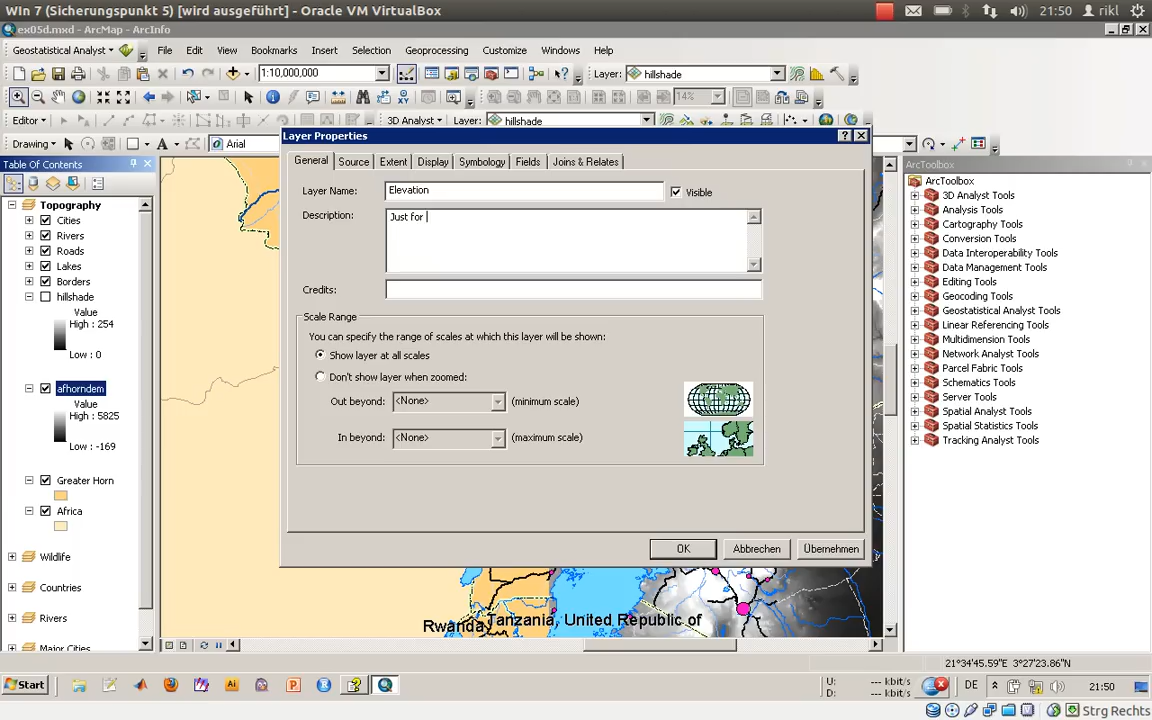 Win 7 (Sicherungspunkt 5) [wird ausgeführt] - Oracle VM VirtualBox
21:50
rikl
ex05d.mxd - ArcMap - ArcInfo
Geostatistical Analyst
File Edit View Bookmarks Insert Selection Geoprocessing Customize Windows Help
1:10,000,000
Layer: hillshade
14%
Editor
3D Analyst
Layer: hillshade
Drawing
Arial
Table Of Contents
Topography
Cities
Rivers
Roads
Lakes
Borders
hillshade
Value
High : 254
Low : 0
afhorndem
Value
High : 5825
Low : -169
Greater Horn
Africa
Wildlife
Countries
Rivers
Major Cities
Layer Properties
General Source Extent Display Symbology Fields Joins & Relates
Layer Name: Elevation
Visible
Description: Just for
Credits:
Scale Range
You can specify the range of scales at which this layer will be shown:
Show layer at all scales
Don't show layer when zoomed:
Out beyond: <None> (minimum scale)
In beyond: <None> (maximum scale)
OK Abbrechen Übernehmen
Rwanda
Tanzania, United Republic of
ArcToolbox
ArcToolbox
3D Analyst Tools
Analysis Tools
Cartography Tools
Conversion Tools
Data Interoperability Tools
Data Management Tools
Editing Tools
Geocoding Tools
Geostatistical Analyst Tools
Linear Referencing Tools
Multidimension Tools
Network Analyst Tools
Parcel Fabric Tools
Schematics Tools
Server Tools
Spatial Analyst Tools
Spatial Statistics Tools
Tracking Analyst Tools
21°34'45.59"E 3°27'23.86"N
Start
U: --- kbit/s
D: --- kbit/s
DE
21:50
Strg Rechts